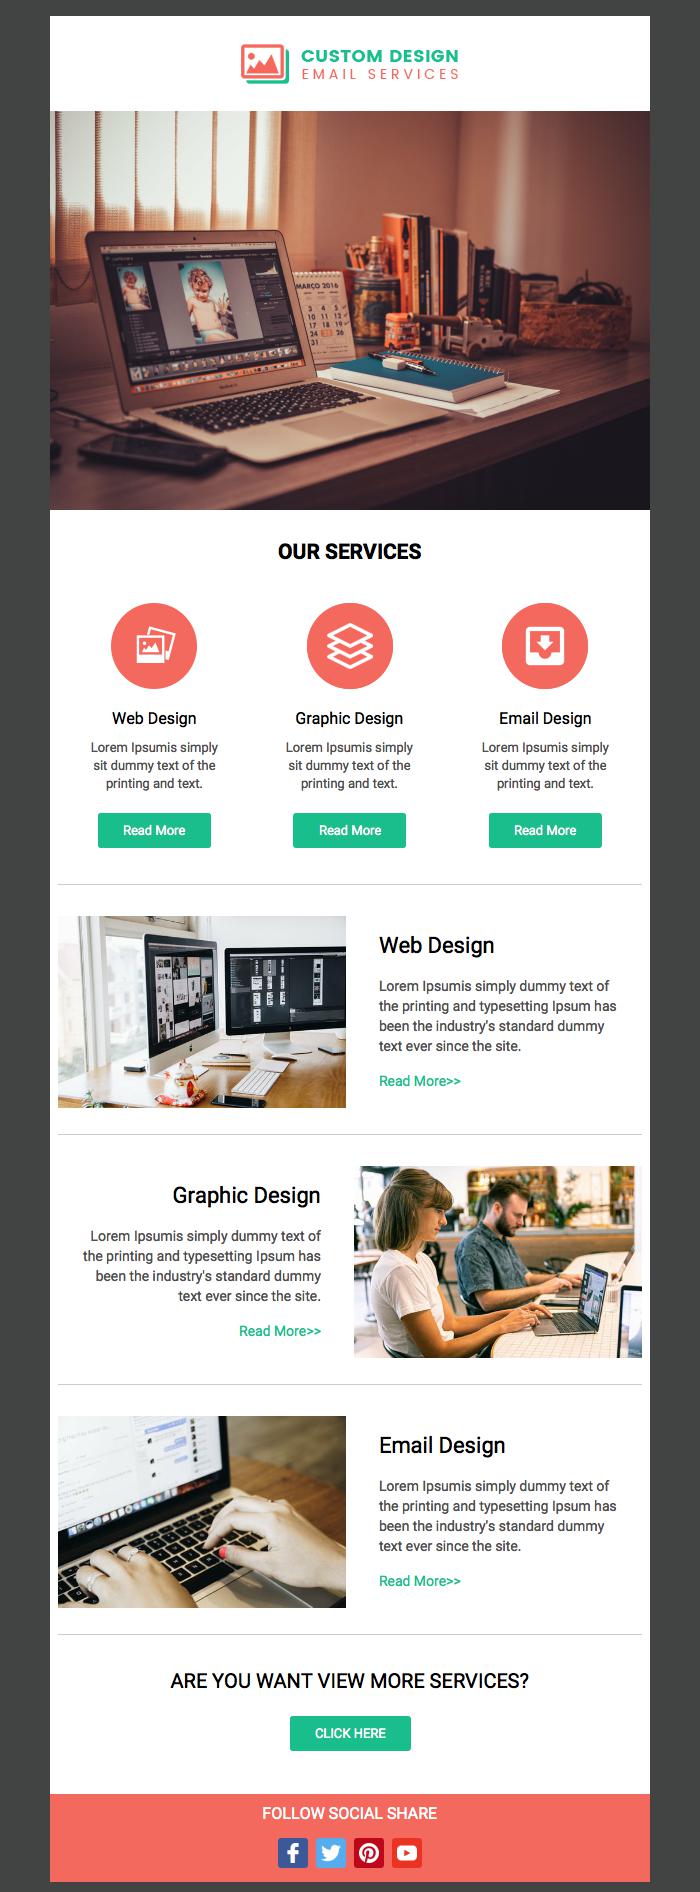 CUSTOM DESIGN
EMAIL SERVICES
MARÇO 2016
OUR SERVICES
Web Design
Lorem Ipsumis simply
sit dummy text of the
printing and text.
Read More
Graphic Design
Lorem Ipsumis simply
sit dummy text of the
printing and text.
Read More
Email Design
Lorem Ipsumis simply
sit dummy text of the
printing and text.
Read More
Web Design
Lorem Ipsumis simply dummy text of
the printing and typesetting Ipsum has
been the industry's standard dummy
text ever since the site.
Read More>>
Graphic Design
Lorem Ipsumis simply dummy text of
the printing and typesetting Ipsum has
been the industry's standard dummy
text ever since the site.
Read More>>
Email Design
Lorem Ipsumis simply dummy text of
the printing and typesetting Ipsum has
been the industry's standard dummy
text ever since the site.
Read More>>
ARE YOU WANT VIEW MORE SERVICES?
CLICK HERE
FOLLOW SOCIAL SHARE